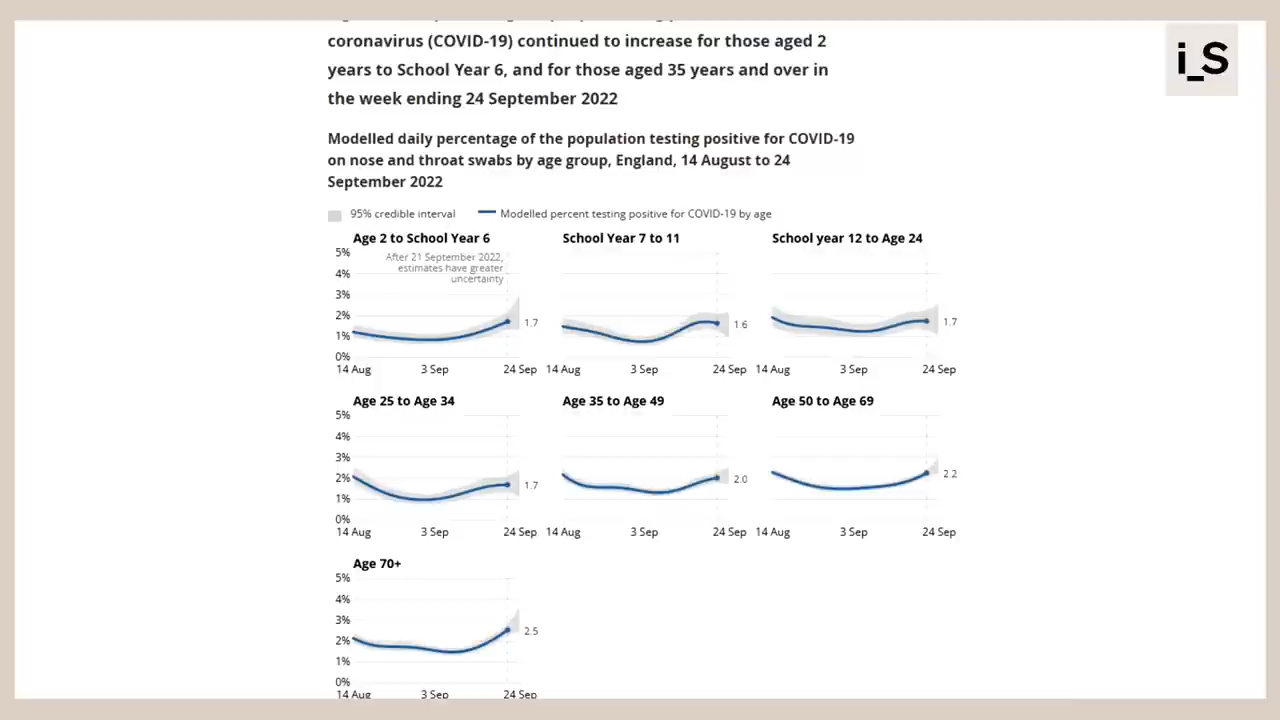 coronavirus (COVID-19) continued to increase for those aged 2
years to School Year 6, and for those aged 35 years and over in
the week ending 24 September 2022
i_S
Modelled daily percentage of the population testing positive for COVID-19
on nose and throat swabs by age group, England, 14 August to 24
September 2022
95% credible interval
Modelled percent testing positive for COVID-19 by age
Age 2 to School Year 6
School Year 7 to 11
School year 12 to Age 24
5%
After 21 September 2022,
estimates have greater
uncertainty
4%
3%
2%
1%
0%
1.7
1.6
1.7
14 Aug
3 Sep
24 Sep
14 Aug
3 Sep
24 Sep
14 Aug
3 Sep
24 Sep
Age 25 to Age 34
Age 35 to Age 49
Age 50 to Age 69
5%
4%
3%
2%
1%
0%
1.7
2.0
2.2
14 Aug
3 Sep
24 Sep
14 Aug
3 Sep
24 Sep
14 Aug
3 Sep
24 Sep
Age 70+
5%
4%
3%
2%
1%
0%
2.5
14 Aug
3 Sep
24 Sep